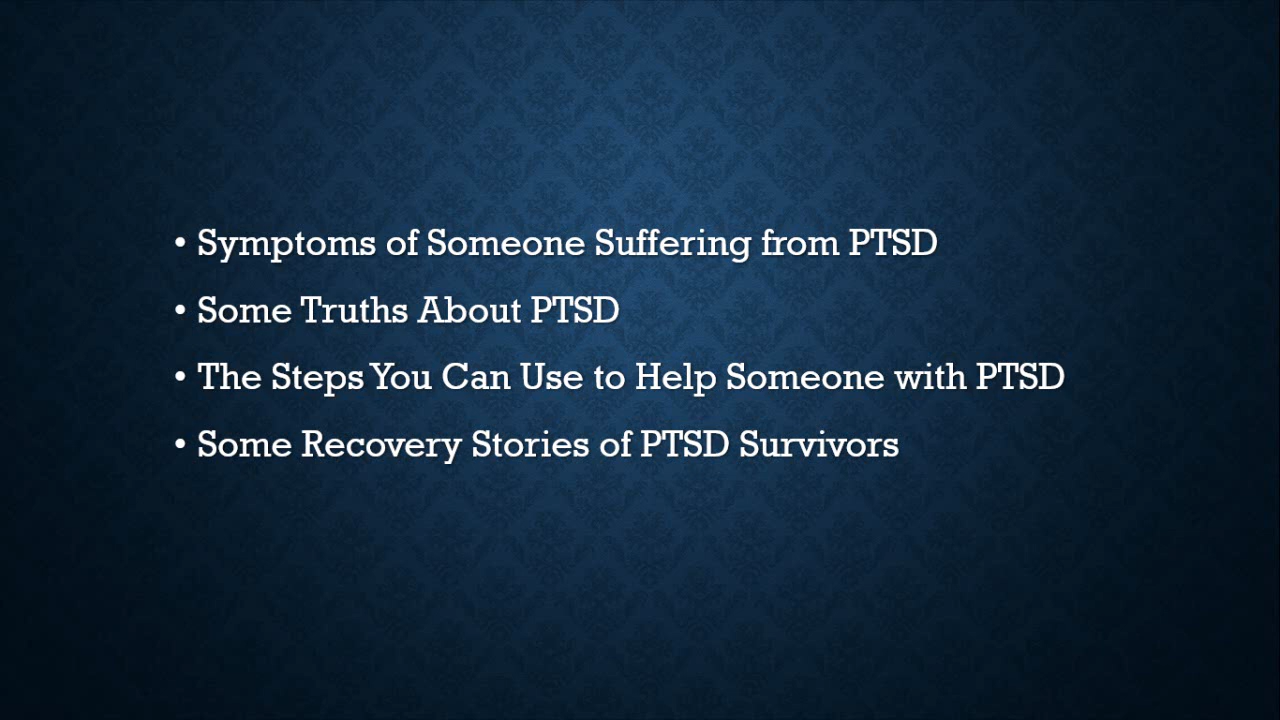 • Symptoms of Someone Suffering from PTSD
• Some Truths About PTSD
• The Steps You Can Use to Help Someone with PTSD
• Some Recovery Stories of PTSD Survivors